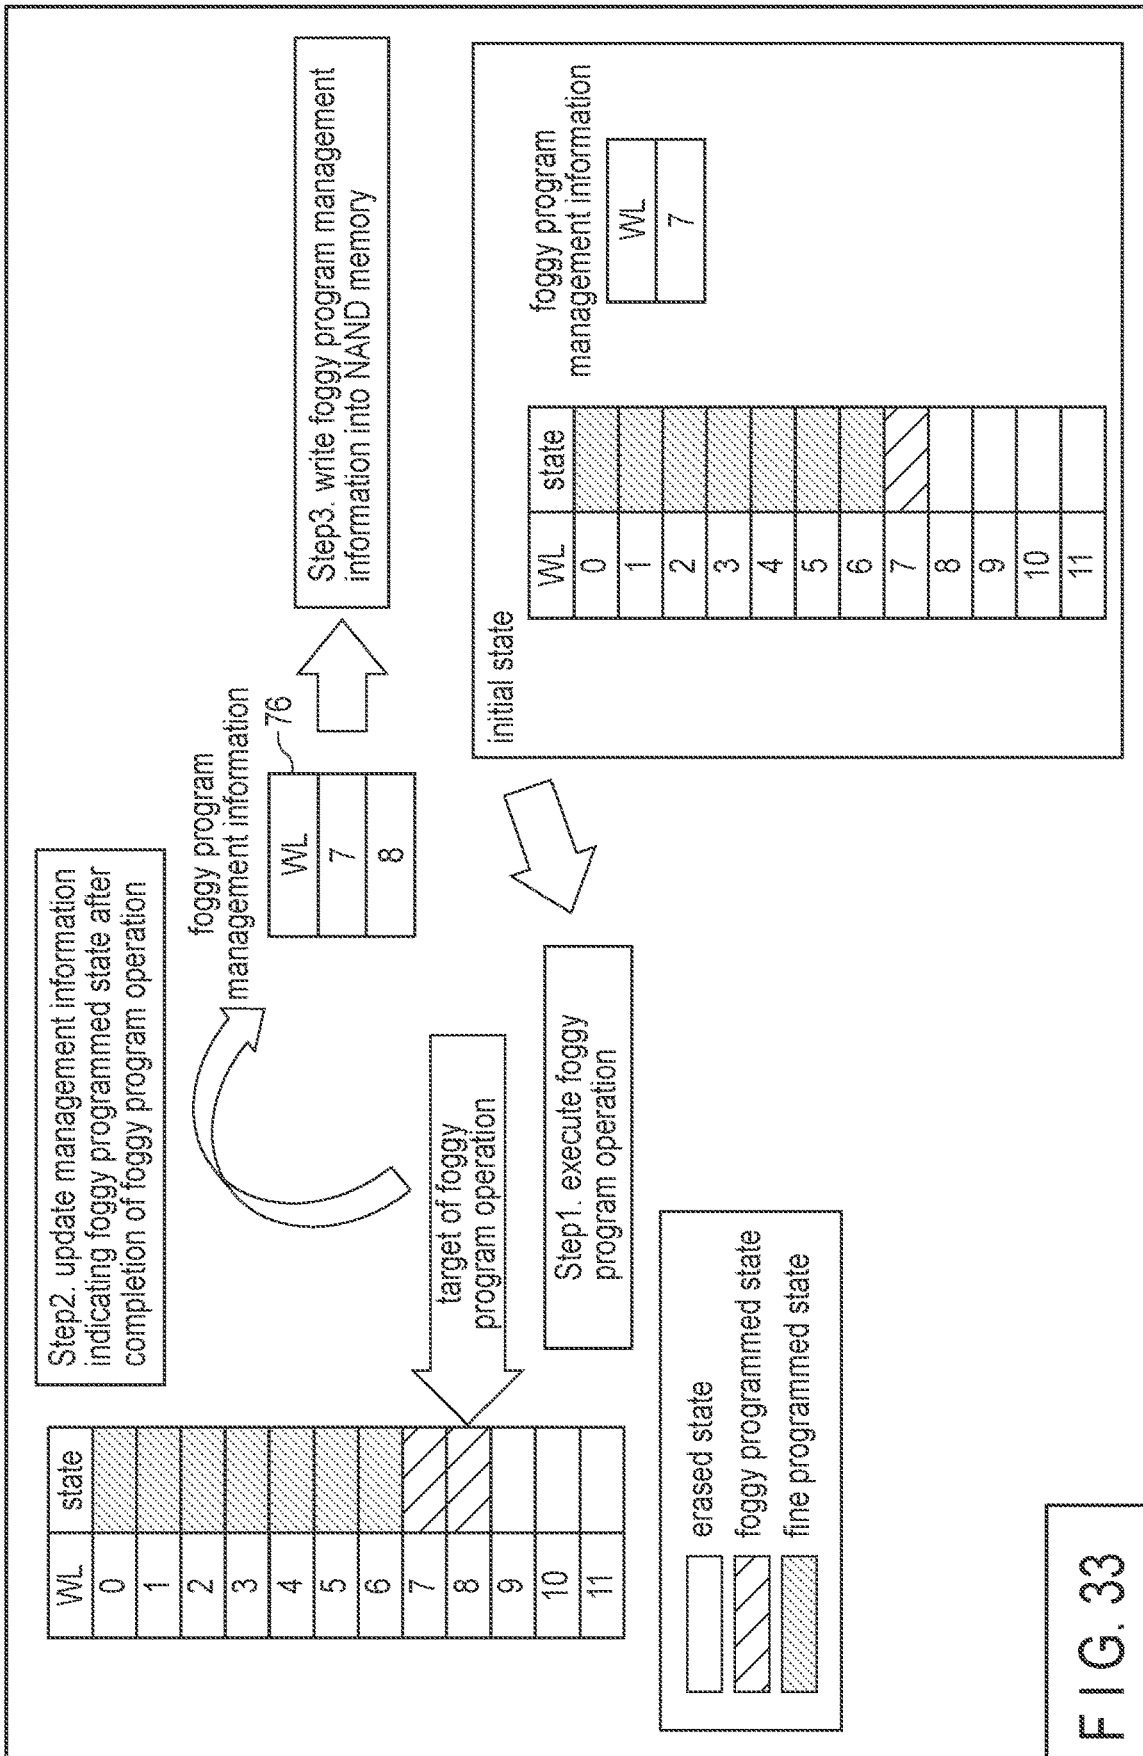 Step2. update management information
indicating foggy programmed state after
completion of foggy program operation
WL state
0
1
2
3
4
5
6
7
8
9
10
11
foggy program
management information
76
WL
7
8
Step3. write foggy program management
information into NAND memory
target of foggy
program operation
Step1. execute foggy
program operation
initial state
WL state
0
1
2
3
4
5
6
7
8
9
10
11
foggy program
management information
WL
7
erased state
foggy programmed state
fine programmed state
FIG. 33